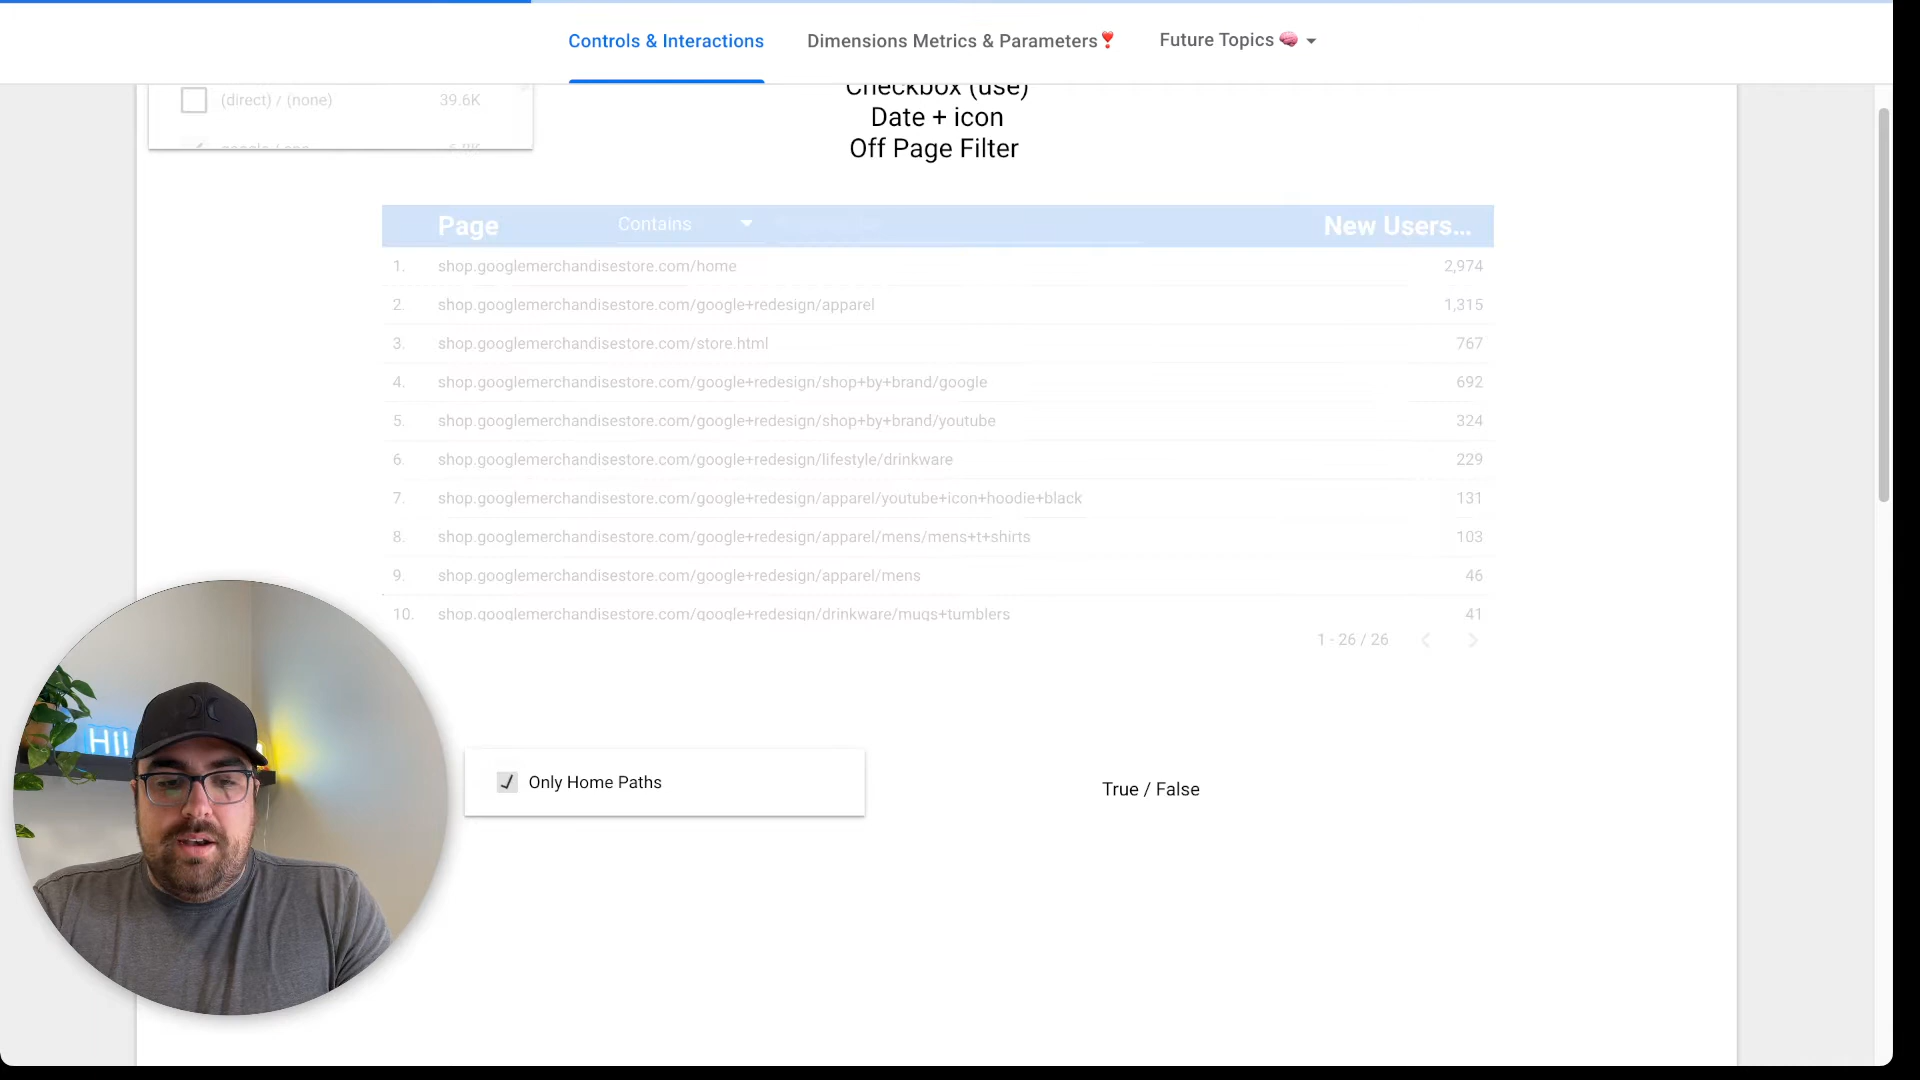 Controls & Interactions
Dimensions Metrics & Parameters❣️
Future Topics 🧠
(direct) / (none) 39.6K
Checkbox (use)
Date + icon
Off Page Filter
Page Contains New Users...
1. shop.googlemerchandisestore.com/home 2,974
2. shop.googlemerchandisestore.com/google+redesign/apparel 1,315
3. shop.googlemerchandisestore.com/store.html 767
4. shop.googlemerchandisestore.com/google+redesign/shop+by+brand/google 692
5. shop.googlemerchandisestore.com/google+redesign/shop+by+brand/youtube 324
6. shop.googlemerchandisestore.com/google+redesign/lifestyle/drinkware 229
7. shop.googlemerchandisestore.com/google+redesign/apparel/youtube+icon+hoodie+black 131
8. shop.googlemerchandisestore.com/google+redesign/apparel/mens/mens+t+shirts 103
9. shop.googlemerchandisestore.com/google+redesign/apparel/mens 46
10. shop.googlemerchandisestore.com/google+redesign/drinkware/mugs+tumblers 41
1 - 26 / 26
HI!
Only Home Paths
True / False